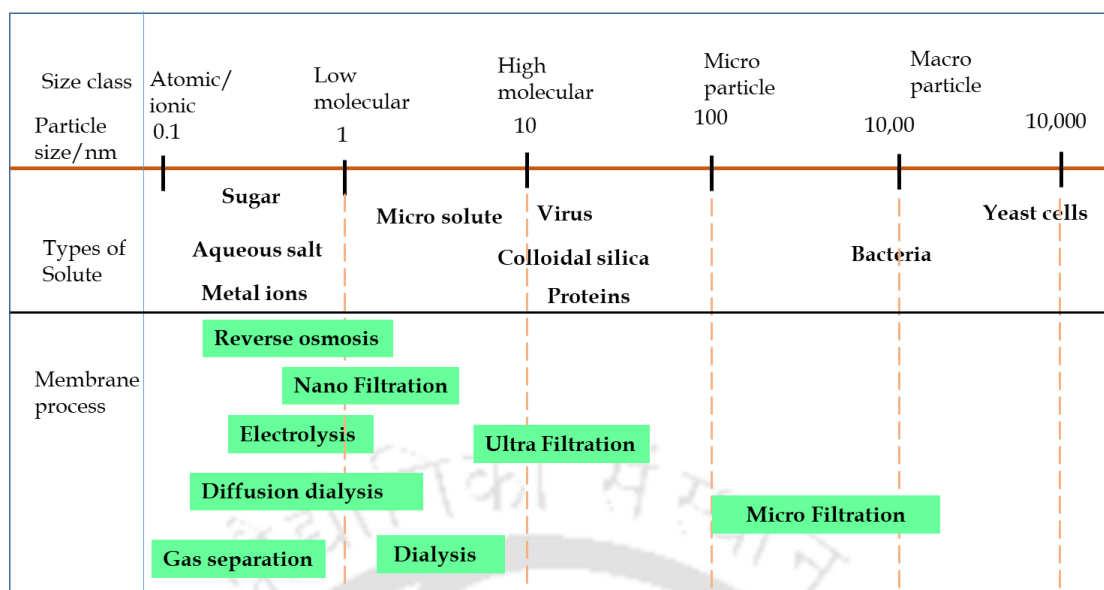 Size class
Atomic/
ionic
Low
molecular
High
molecular
Micro
particle
Macro
particle
Particle
size/nm
0.1
1
10
100
10,00
10,000
Types of
Solute
Sugar
Micro solute
Virus
Yeast cells
Aqueous salt
Colloidal silica
Bacteria
Metal ions
Proteins
Membrane
process
Reverse osmosis
Nano Filtration
Electrolysis
Ultra Filtration
Diffusion dialysis
Micro Filtration
Gas separation
Dialysis